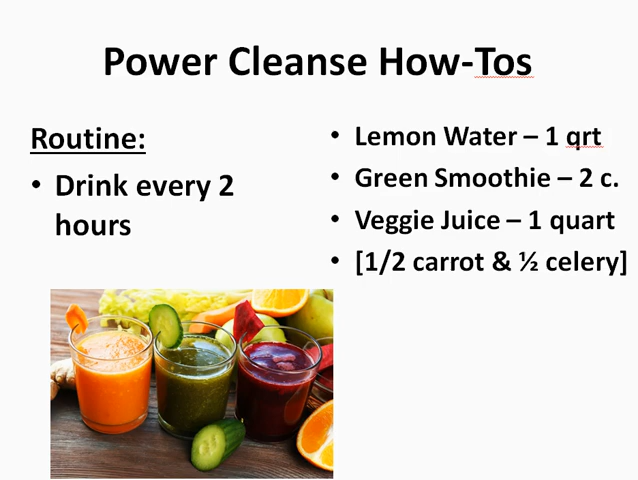 Power Cleanse How-Tos
Routine:
• Drink every 2
hours
• Lemon Water – 1 qrt
• Green Smoothie – 2 c.
• Veggie Juice – 1 quart
• [1/2 carrot & ½ celery]